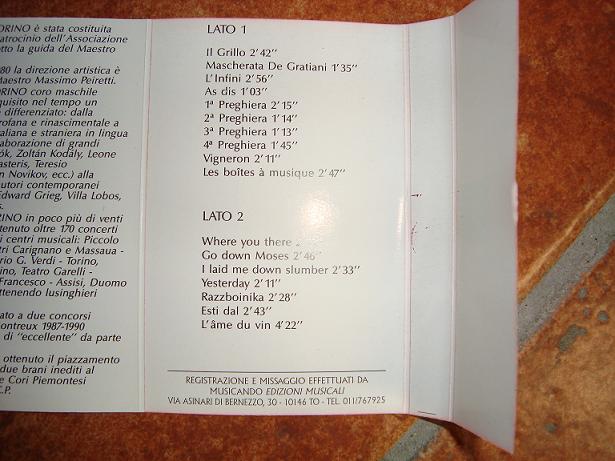 ORINO è stata costituita
atrocinio dell'Associazione
otto la guida del Maestro
80 la direzione artistica è
Maestro Massimo Peiretti.
ORINO coro maschile
quisito nel tempo un
differenziato: dalla
rofana e rinascimentale a
aliana e straniera in lingua
laborazione di grandi
ók, Zoltán Kodály, Leone
asteris, Teresio
n Novikov, ecc.) alla
utori contemporanei
Edward Grieg, Villa Lobos,
s.
RINO in poco più di venti
tenuto oltre 170 concerti
i centri musicali: Piccolo
tri Carignano e Massaua -
rio G. Verdi - Torino,
ino, Teatro Garelli -
Francesco - Assisi, Duomo
ttenendo lusinghieri
ato a due concorsi
ontreux 1987-1990
di "eccellente" da parte
ottenuto il piazzamento
due brani inediti al
e Cori Piemontesi
C.P.
LATO 1
Il Grillo 2'42"
Mascherata De Gratiani 1'35"
L'Infini 2'56"
As dis 1'03"
1ª Preghiera 2'15"
2ª Preghiera 1'14"
3ª Preghiera 1'13"
4ª Preghiera 1'45"
Vigneron 2'11"
Les boîtes à musique 2'47"
LATO 2
Where you there 2
Go down Moses 2'46"
I laid me down slumber 2'33"
Yesterday 2'11"
Razzboinika 2'28"
Esti dal 2'43"
L'âme du vin 4'22"
REGISTRAZIONE E MISSAGGIO EFFETTUATI DA
MUSICANDO EDIZIONI MUSICALI
VIA ASINARI DI BERNEZZO, 30 - 10146 TO - TEL. 011/767925